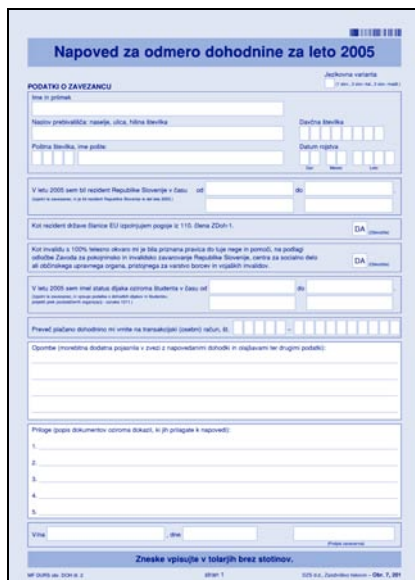 Napoved za odmero dohodnine za leto 2005
Jezikovna varianta
PODATKI O ZAVEZANCU
Ime in priimek
Naslov prebivališča: naselje, ulica, hišna številka
Davčna številka
Poštna številka, ime pošte:
Datum rojstva
Dan Mesec Leto
V letu 2005 sem bil rezident Republike Slovenije v času od do
Kot rezident države članice EU izpolnjujem pogoje iz 110. člena ZDoh-1.
DA
Kot invalidu s 100% telesno okvaro mi je bila priznana pravica do tuje nege in pomoči, na podlagi
odločbe Zavoda za pokojninsko in invalidsko zavarovanje Republike Slovenije, centra za socialno delo
ali občinskega upravnega organa, pristojnega za varstvo borcev in vojaških invalidov.
DA
V letu 2005 sem imel status dijaka oziroma študenta v času od do
Preveč plačano dohodnino mi vrnite na transakcijski (osebni) račun, št. –
Opombe (morebitna dodatna pojasnila v zvezi z napovedanimi dohodki in olajšavami ter drugimi podatki):
Priloge (popis dokumentov oziroma dokazil, ki jih prilagate k napovedi):
1.
2.
3.
4.
5.
V/na , dne
(Podpis zavezanca)
Zneske vpisujte v tolarjih brez stotinov.
stran 1